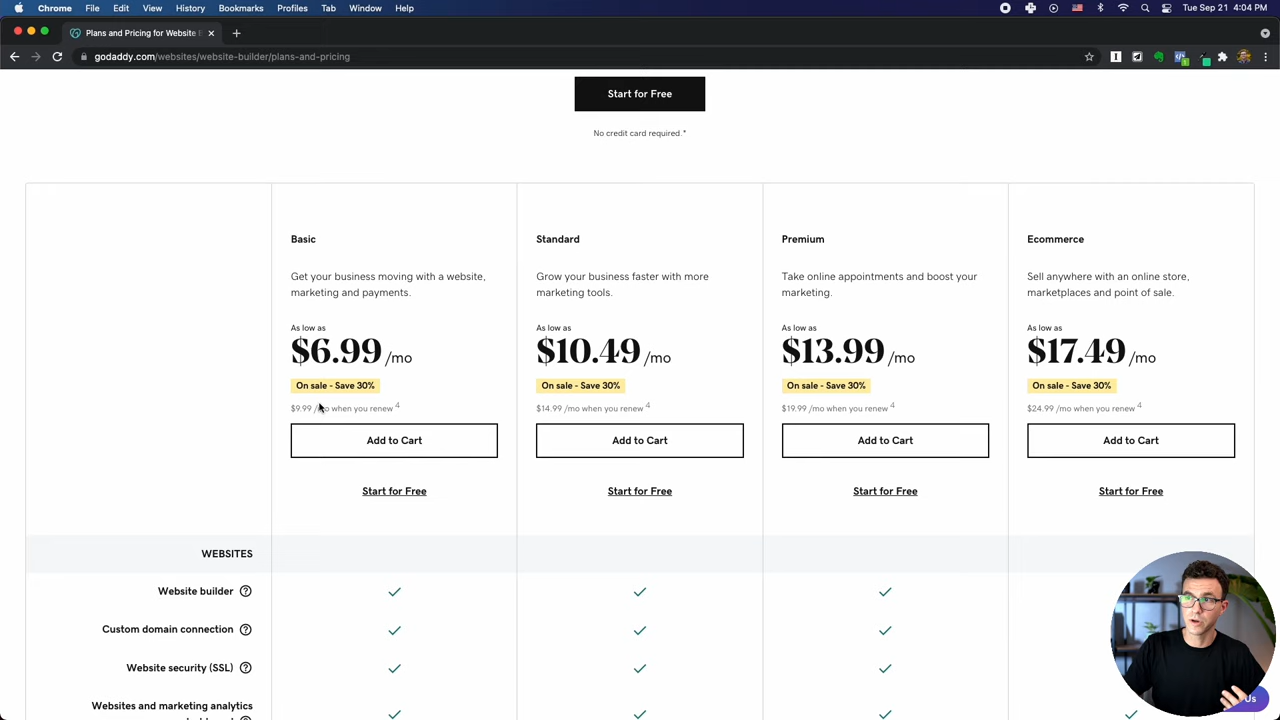 Chrome File Edit View History Bookmarks Profiles Tab Window Help Tue Sep 21 4:04 PM
Plans and Pricing for Website
godaddy.com/websites/website-builder/plans-and-pricing
Start for Free
No credit card required.*
Basic
Get your business moving with a website,
marketing and payments.
As low as
$6.99 /mo
On sale - Save 30%
$9.99 /mo when you renew 4
Add to Cart
Start for Free
Standard
Grow your business faster with more
marketing tools.
As low as
$10.49 /mo
On sale - Save 30%
$14.99 /mo when you renew 4
Add to Cart
Start for Free
Premium
Take online appointments and boost your
marketing.
As low as
$13.99 /mo
On sale - Save 30%
$19.99 /mo when you renew 4
Add to Cart
Start for Free
Ecommerce
Sell anywhere with an online store,
marketplaces and point of sale.
As low as
$17.49 /mo
On sale - Save 30%
$24.99 /mo when you renew 4
Add to Cart
Start for Free
WEBSITES
Website builder
Custom domain connection
Website security (SSL)
Websites and marketing analytics
Us